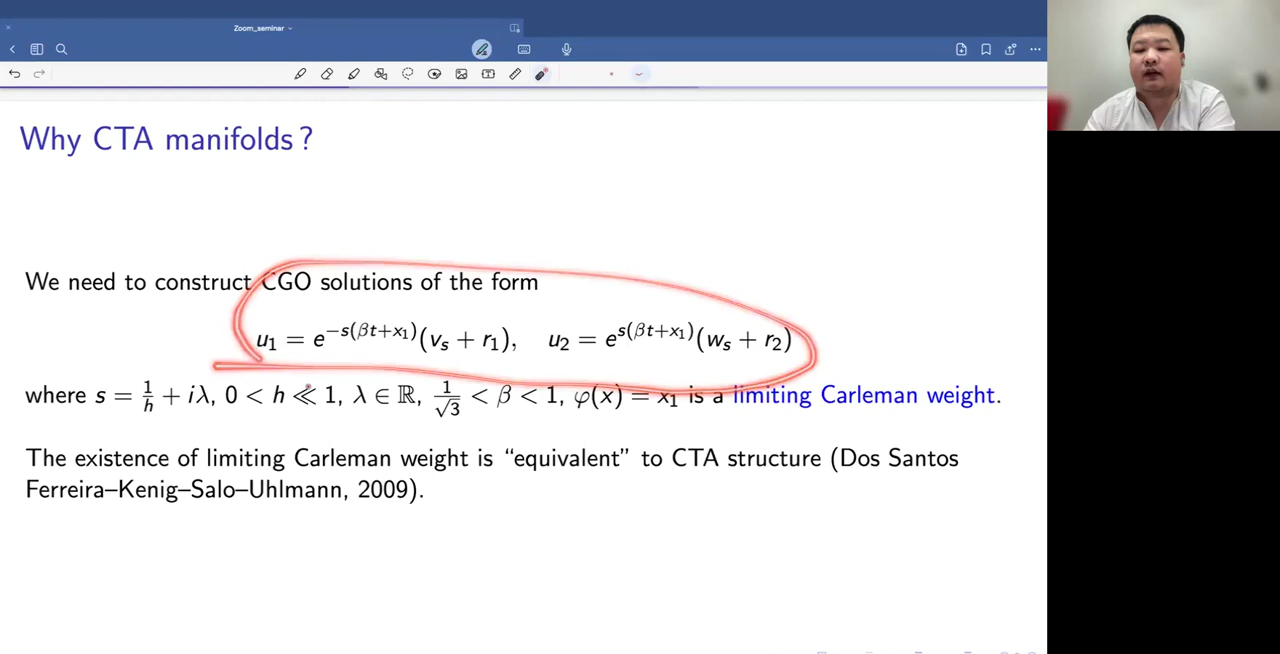 Zoom_seminar
Why CTA manifolds ?
We need to construct CGO solutions of the form
u₁ = e^{−s(βt+x₁)}(vₛ + r₁), u₂ = e^{s(βt+x₁)}(wₛ + r₂)
where s = 1/h + iλ, 0 < h ≪ 1, λ ∈ ℝ, 1/√3 < β < 1, φ(x) = x₁ is a limiting Carleman weight.
The existence of limiting Carleman weight is “equivalent” to CTA structure (Dos Santos
Ferreira–Kenig–Salo–Uhlmann, 2009).